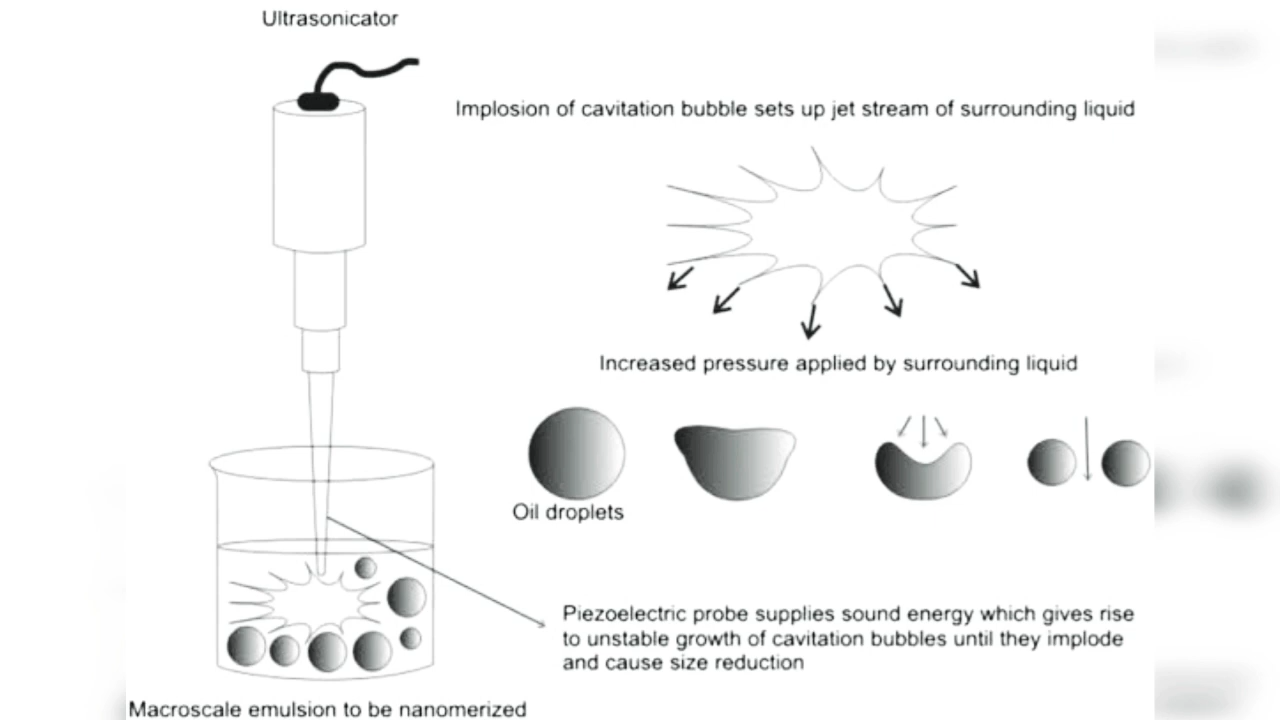 Ultrasonicator
Implosion of cavitation bubble sets up jet stream of surrounding liquid
Increased pressure applied by surrounding liquid
Oil droplets
Piezoelectric probe supplies sound energy which gives rise
to unstable growth of cavitation bubbles until they implode
and cause size reduction
Macroscale emulsion to be nanomerized